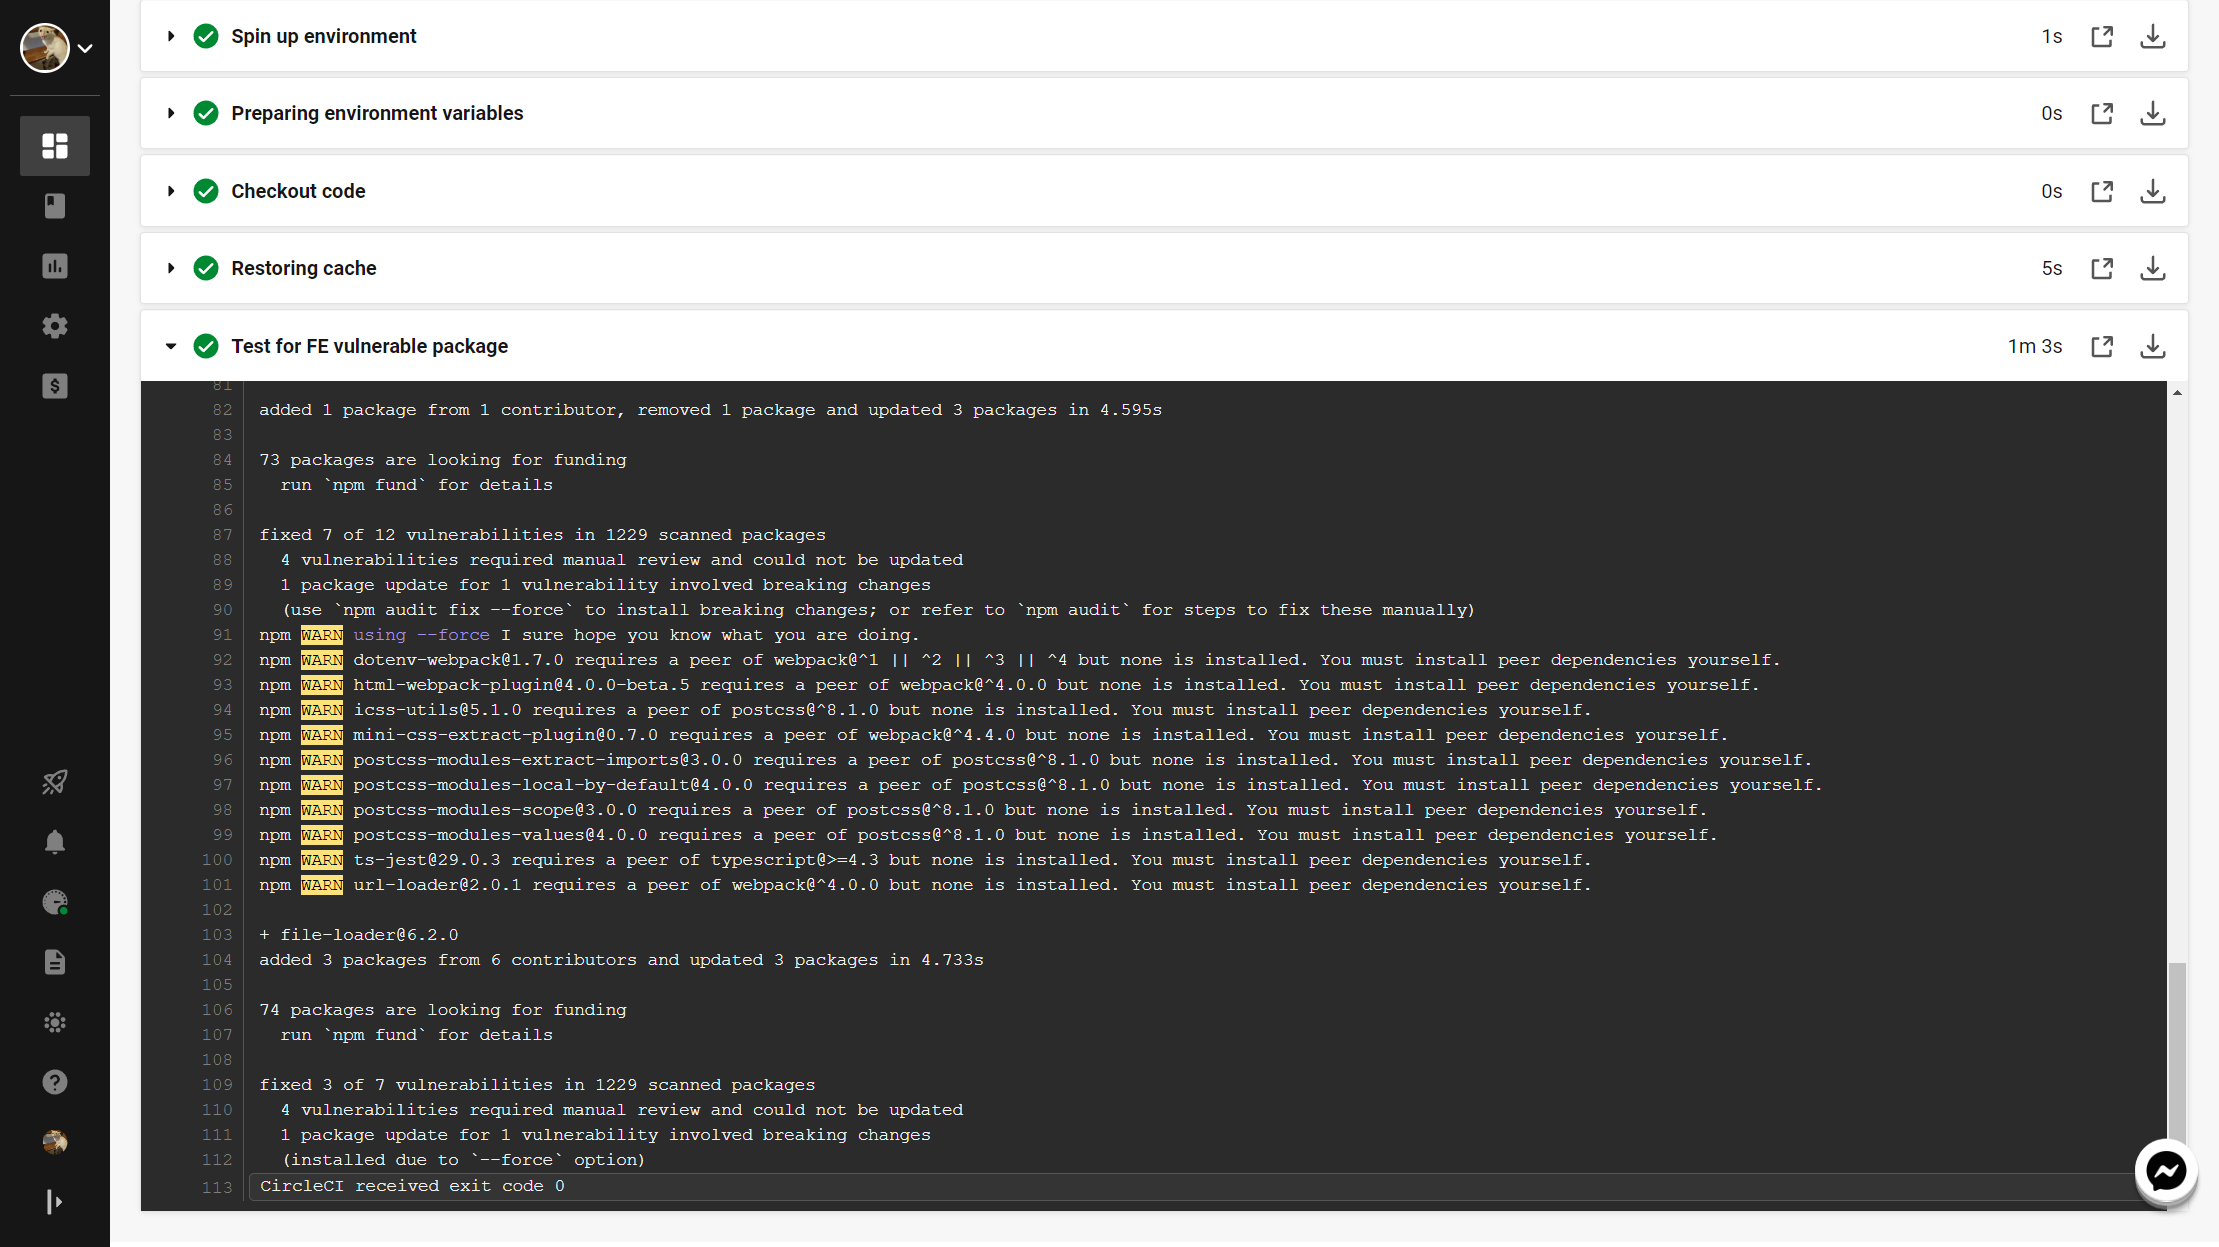 Spin up environment 1s
Preparing environment variables 0s
Checkout code 0s
Restoring cache 5s
Test for FE vulnerable package 1m 3s
81
82 added 1 package from 1 contributor, removed 1 package and updated 3 packages in 4.595s
83
84 73 packages are looking for funding
85   run `npm fund` for details
86
87 fixed 7 of 12 vulnerabilities in 1229 scanned packages
88   4 vulnerabilities required manual review and could not be updated
89   1 package update for 1 vulnerability involved breaking changes
90   (use `npm audit fix --force` to install breaking changes; or refer to `npm audit` for steps to fix these manually)
91 npm WARN using --force I sure hope you know what you are doing.
92 npm WARN dotenv-webpack@1.7.0 requires a peer of webpack@^1 || ^2 || ^3 || ^4 but none is installed. You must install peer dependencies yourself.
93 npm WARN html-webpack-plugin@4.0.0-beta.5 requires a peer of webpack@^4.0.0 but none is installed. You must install peer dependencies yourself.
94 npm WARN icss-utils@5.1.0 requires a peer of postcss@^8.1.0 but none is installed. You must install peer dependencies yourself.
95 npm WARN mini-css-extract-plugin@0.7.0 requires a peer of webpack@^4.4.0 but none is installed. You must install peer dependencies yourself.
96 npm WARN postcss-modules-extract-imports@3.0.0 requires a peer of postcss@^8.1.0 but none is installed. You must install peer dependencies yourself.
97 npm WARN postcss-modules-local-by-default@4.0.0 requires a peer of postcss@^8.1.0 but none is installed. You must install peer dependencies yourself.
98 npm WARN postcss-modules-scope@3.0.0 requires a peer of postcss@^8.1.0 but none is installed. You must install peer dependencies yourself.
99 npm WARN postcss-modules-values@4.0.0 requires a peer of postcss@^8.1.0 but none is installed. You must install peer dependencies yourself.
100 npm WARN ts-jest@29.0.3 requires a peer of typescript@>=4.3 but none is installed. You must install peer dependencies yourself.
101 npm WARN url-loader@2.0.1 requires a peer of webpack@^4.0.0 but none is installed. You must install peer dependencies yourself.
102
103 + file-loader@6.2.0
104 added 3 packages from 6 contributors and updated 3 packages in 4.733s
105
106 74 packages are looking for funding
107   run `npm fund` for details
108
109 fixed 3 of 7 vulnerabilities in 1229 scanned packages
110   4 vulnerabilities required manual review and could not be updated
111   1 package update for 1 vulnerability involved breaking changes
112   (installed due to `--force` option)
113 CircleCI received exit code 0